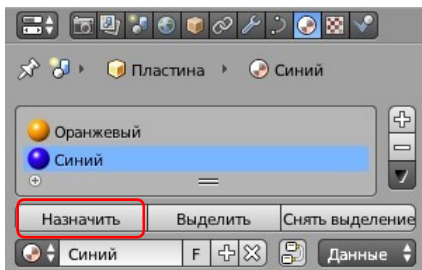 Пластина Синий
Оранжевый
Синий
Назначить Выделить Снять выделение
Синий F Данные